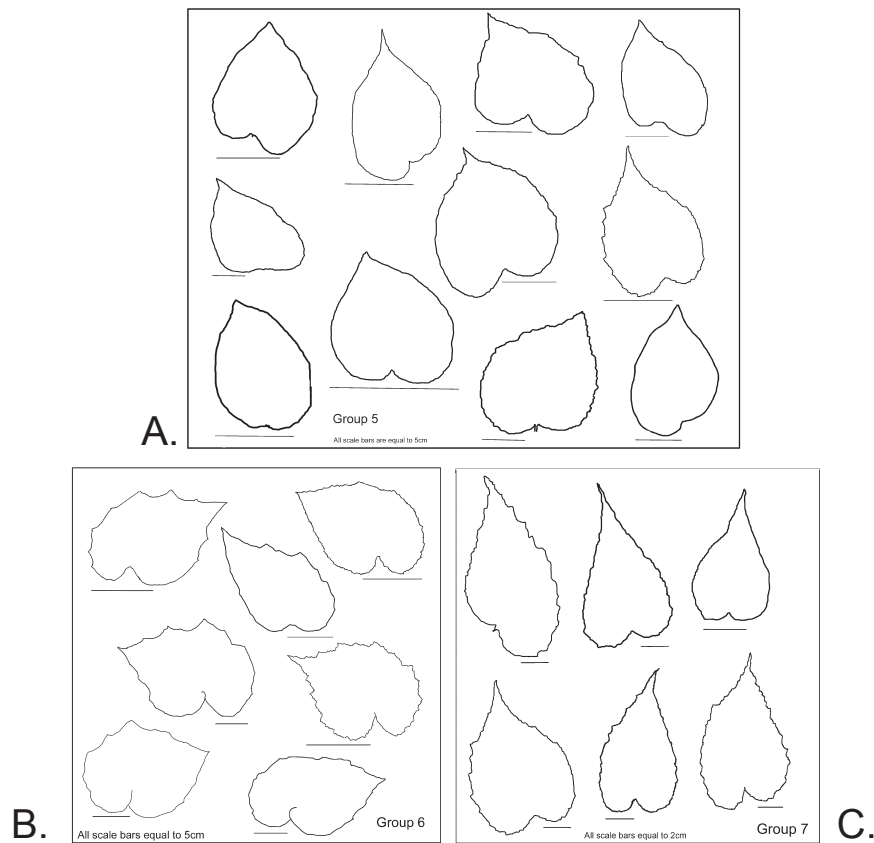 Group 5
A.
All scale bars are equal to 5cm
B.
All scale bars equal to 5cm
Group 6
All scale bars equal to 2cm
Group 7
C.